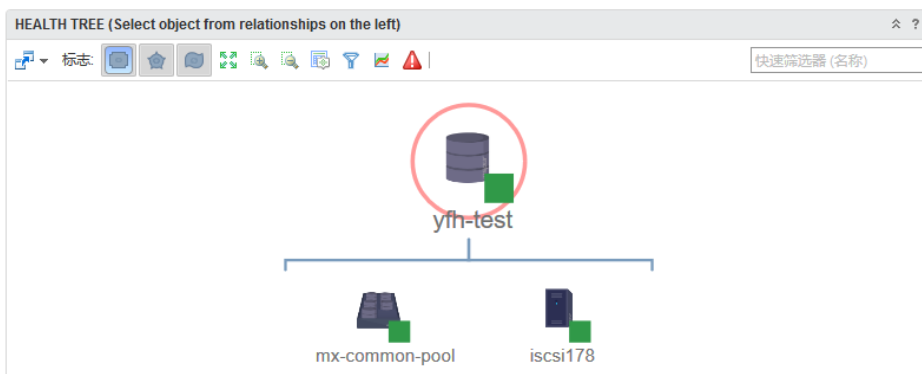 HEALTH TREE (Select object from relationships on the left)
?
标志:
快速筛选器 (名称)
yfh-test
mx-common-pool
iscsi178